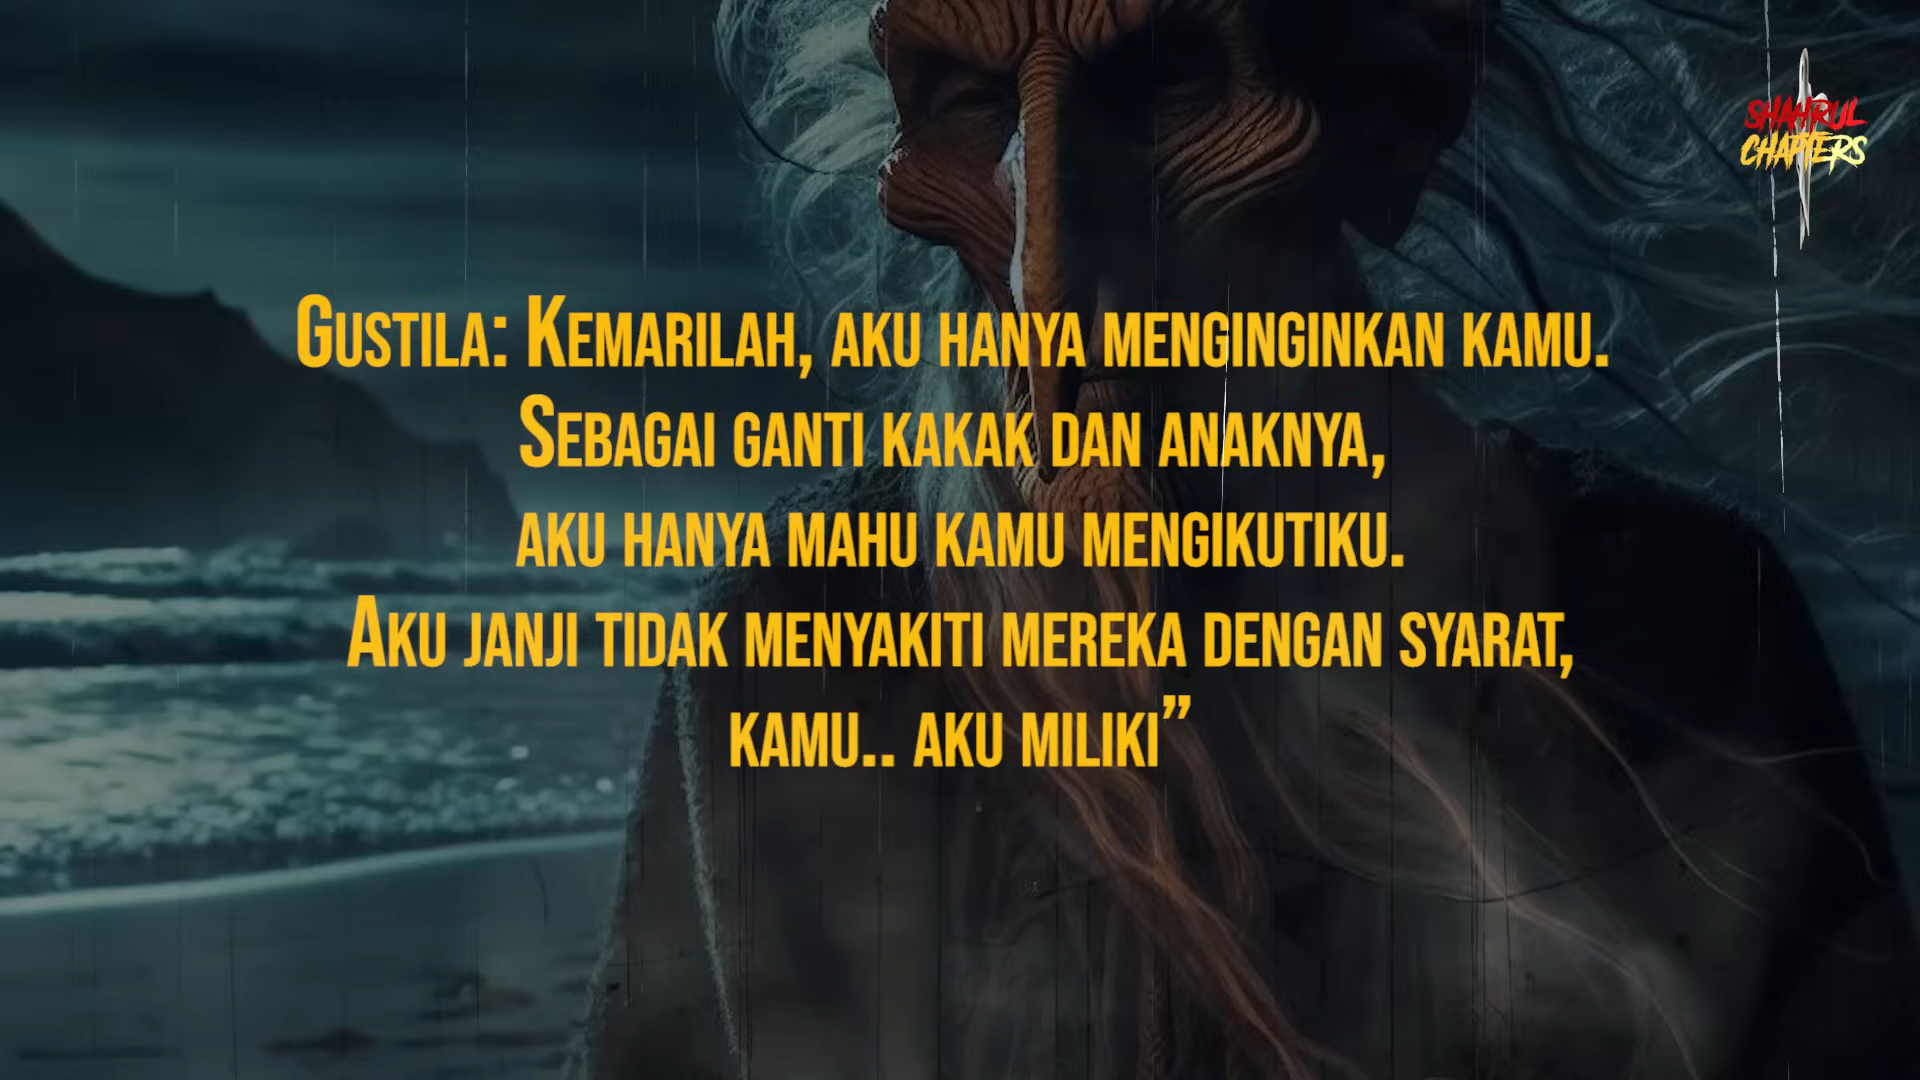 SHAHRUL
CHAPTERS
Gustila: Kemarilah, aku hanya menginginkan kamu.
Sebagai ganti kakak dan anaknya,
aku hanya mahu kamu mengikutiku.
Aku janji tidak menyakiti mereka dengan syarat,
kamu.. aku miliki”